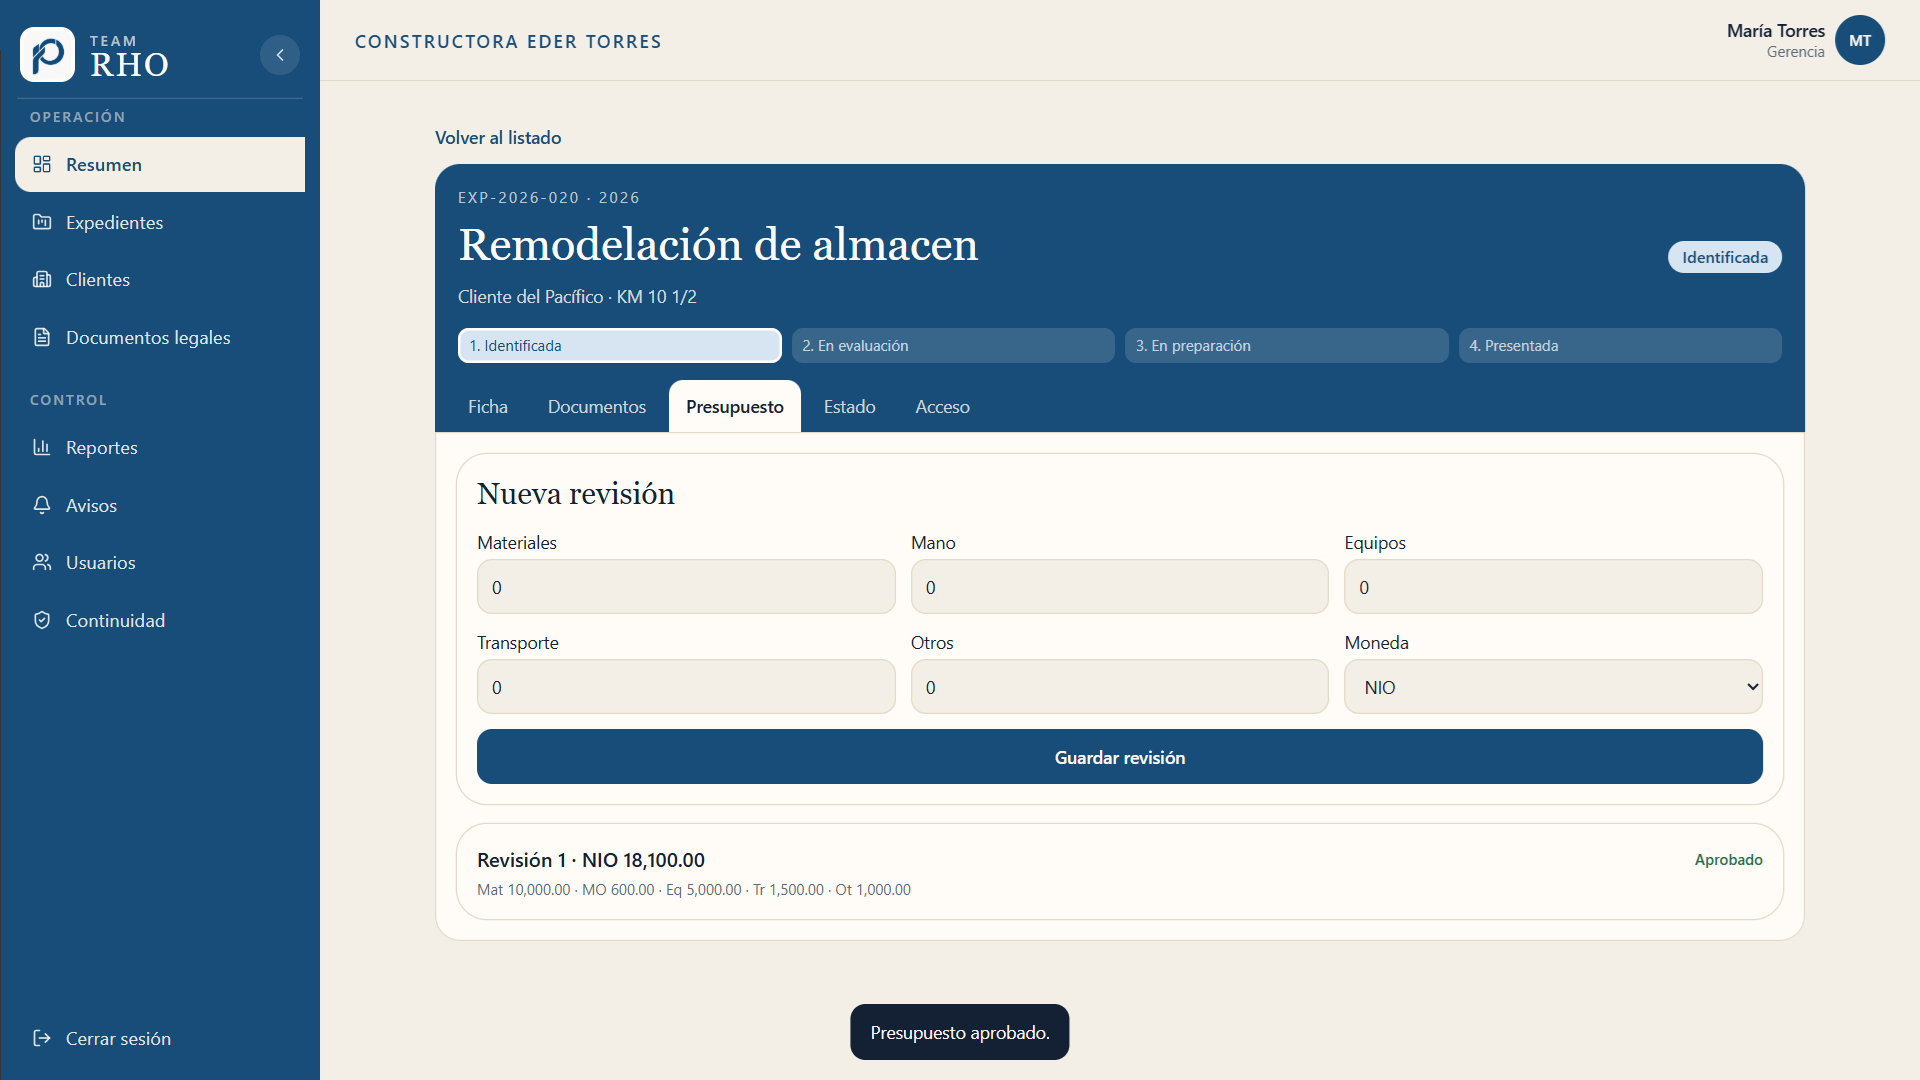 TEAM
RHO
OPERACIÓN
Resumen
Expedientes
Clientes
Documentos legales
CONTROL
Reportes
Avisos
Usuarios
Continuidad
Cerrar sesión
CONSTRUCTORA EDER TORRES
María Torres
Gerencia
MT
Volver al listado
EXP-2026-020 · 2026
Remodelación de almacen
Identificada
Cliente del Pacífico · KM 10 1/2
1. Identificada
2. En evaluación
3. En preparación
4. Presentada
Ficha
Documentos
Presupuesto
Estado
Acceso
Nueva revisión
Materiales
Mano
Equipos
0
0
0
Transporte
Otros
Moneda
0
0
NIO
Guardar revisión
Revisión 1 · NIO 18,100.00
Aprobado
Mat 10,000.00 · MO 600.00 · Eq 5,000.00 · Tr 1,500.00 · Ot 1,000.00
Presupuesto aprobado.